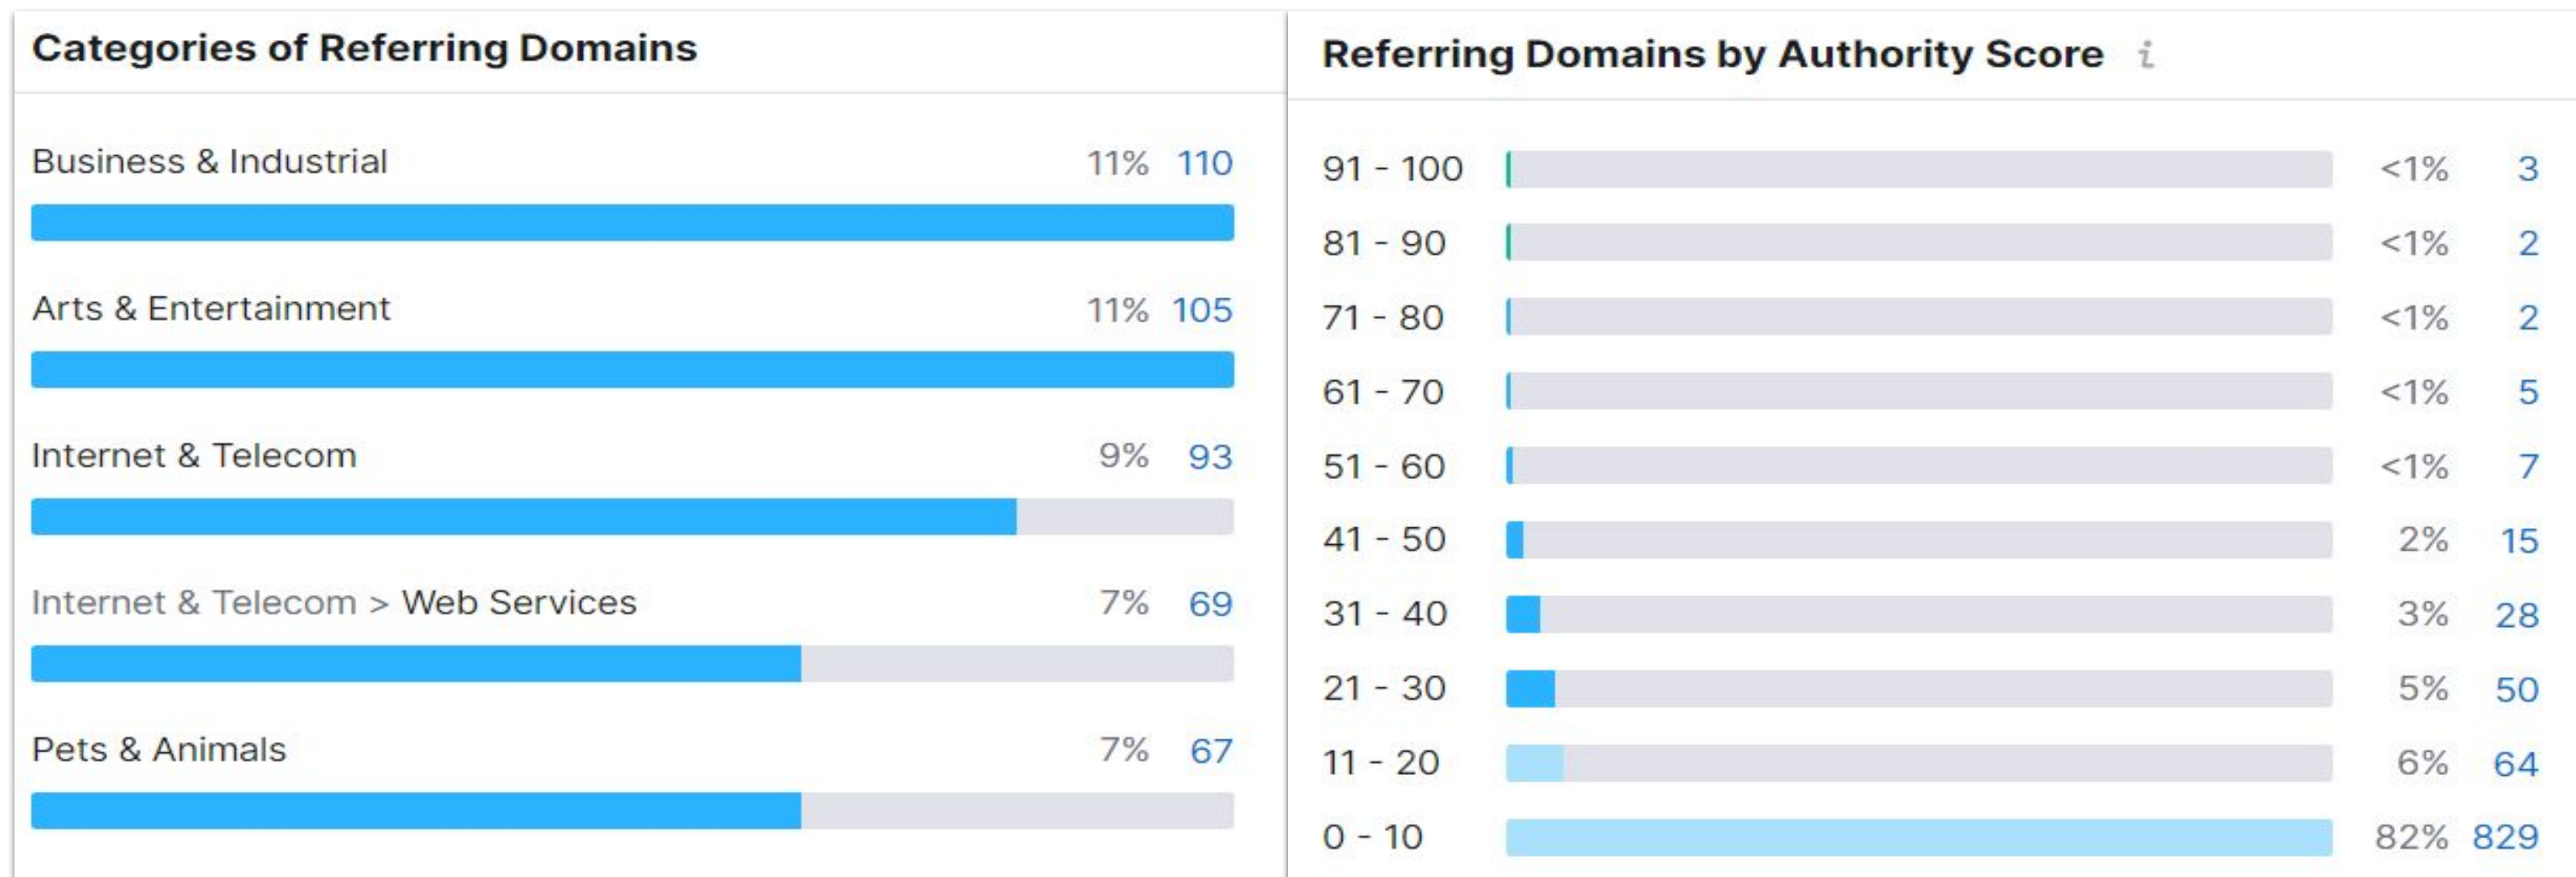 Categories of Referring Domains
Business & Industrial 11% 110
Arts & Entertainment 11% 105
Internet & Telecom 9% 93
Internet & Telecom > Web Services 7% 69
Pets & Animals 7% 67
Referring Domains by Authority Score i
91 - 100 <1% 3
81 - 90 <1% 2
71 - 80 <1% 2
61 - 70 <1% 5
51 - 60 <1% 7
41 - 50 2% 15
31 - 40 3% 28
21 - 30 5% 50
11 - 20 6% 64
0 - 10 82% 829